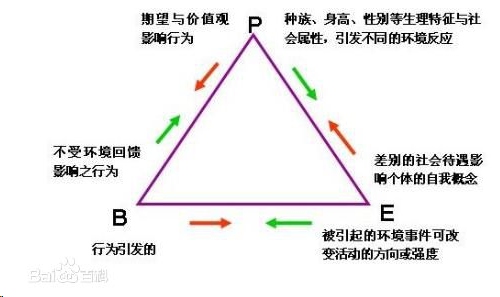 期望与价值观
影响行为
P
种族、身高、性别等生理特征与社
会属性，引发不同的环境反应
不受环境回馈
影响之行为
差别的社会待遇影
响个体的自我概念
B
E
行为引发的
被引起的环境事件可改
变活动的方向或强度
Bai百科